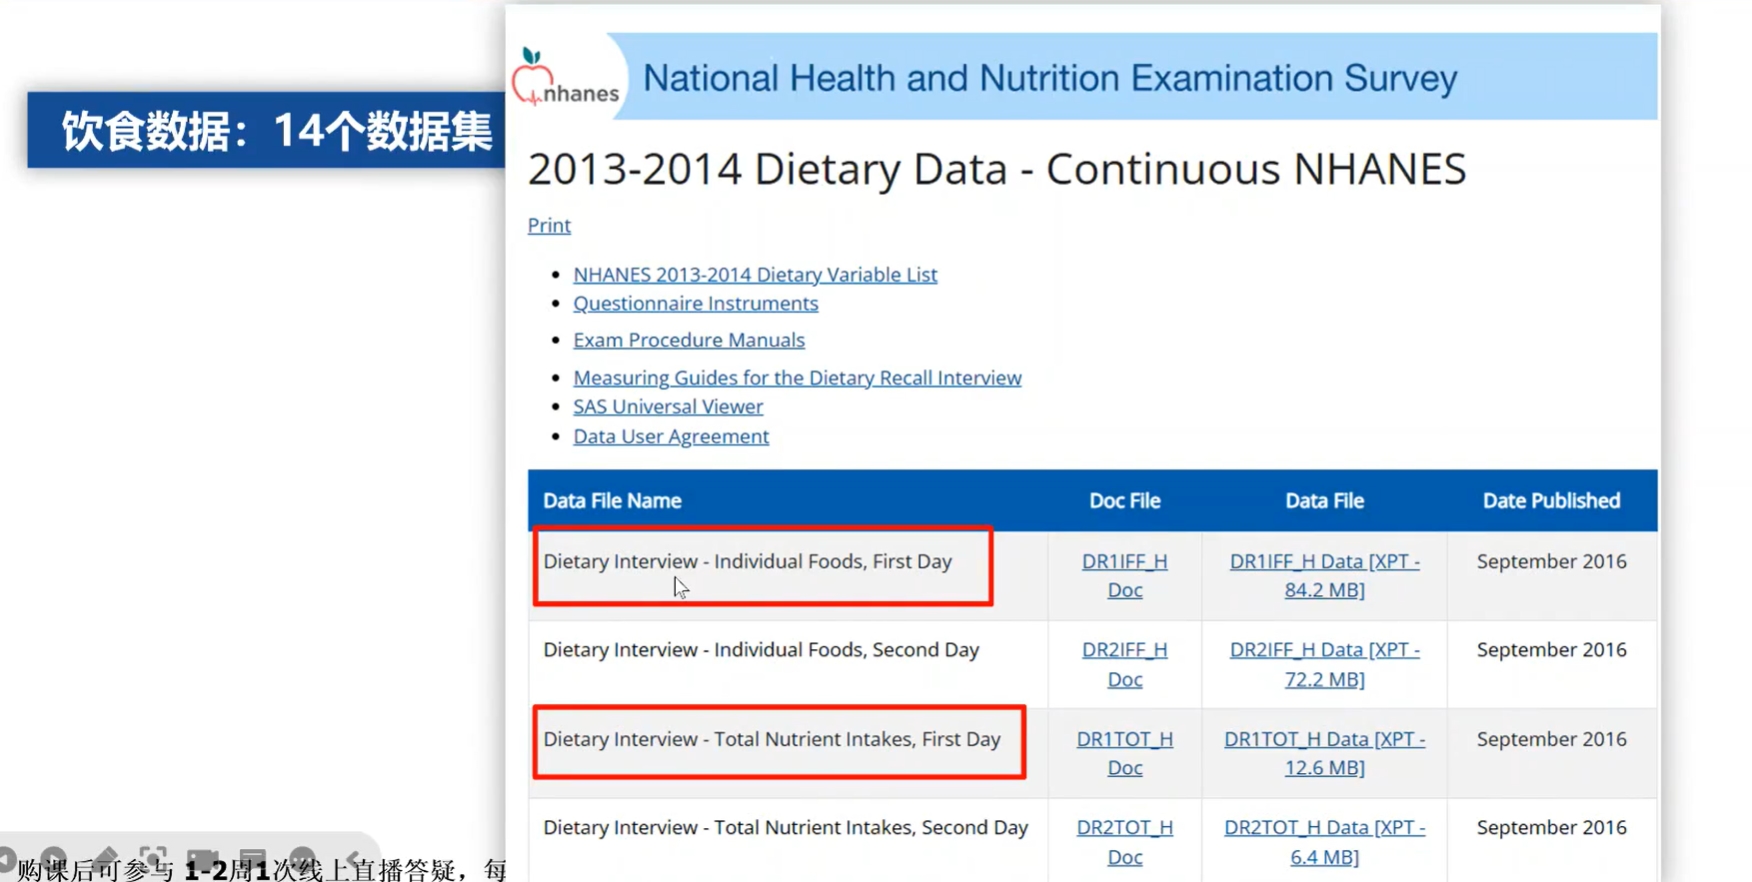 饮食数据：14个数据集
nhanes
National Health and Nutrition Examination Survey
2013-2014 Dietary Data - Continuous NHANES
Print
NHANES 2013-2014 Dietary Variable List
Questionnaire Instruments
Exam Procedure Manuals
Measuring Guides for the Dietary Recall Interview
SAS Universal Viewer
Data User Agreement
Data File Name Doc File Data File Date Published
Dietary Interview - Individual Foods, First Day DR1IFF_H Doc DR1IFF_H Data [XPT - 84.2 MB] September 2016
Dietary Interview - Individual Foods, Second Day DR2IFF_H Doc DR2IFF_H Data [XPT - 72.2 MB] September 2016
Dietary Interview - Total Nutrient Intakes, First Day DR1TOT_H Doc DR1TOT_H Data [XPT - 12.6 MB] September 2016
Dietary Interview - Total Nutrient Intakes, Second Day DR2TOT_H Doc DR2TOT_H Data [XPT - 6.4 MB] September 2016
购课后可参与 1-2周1次线上直播答疑，每